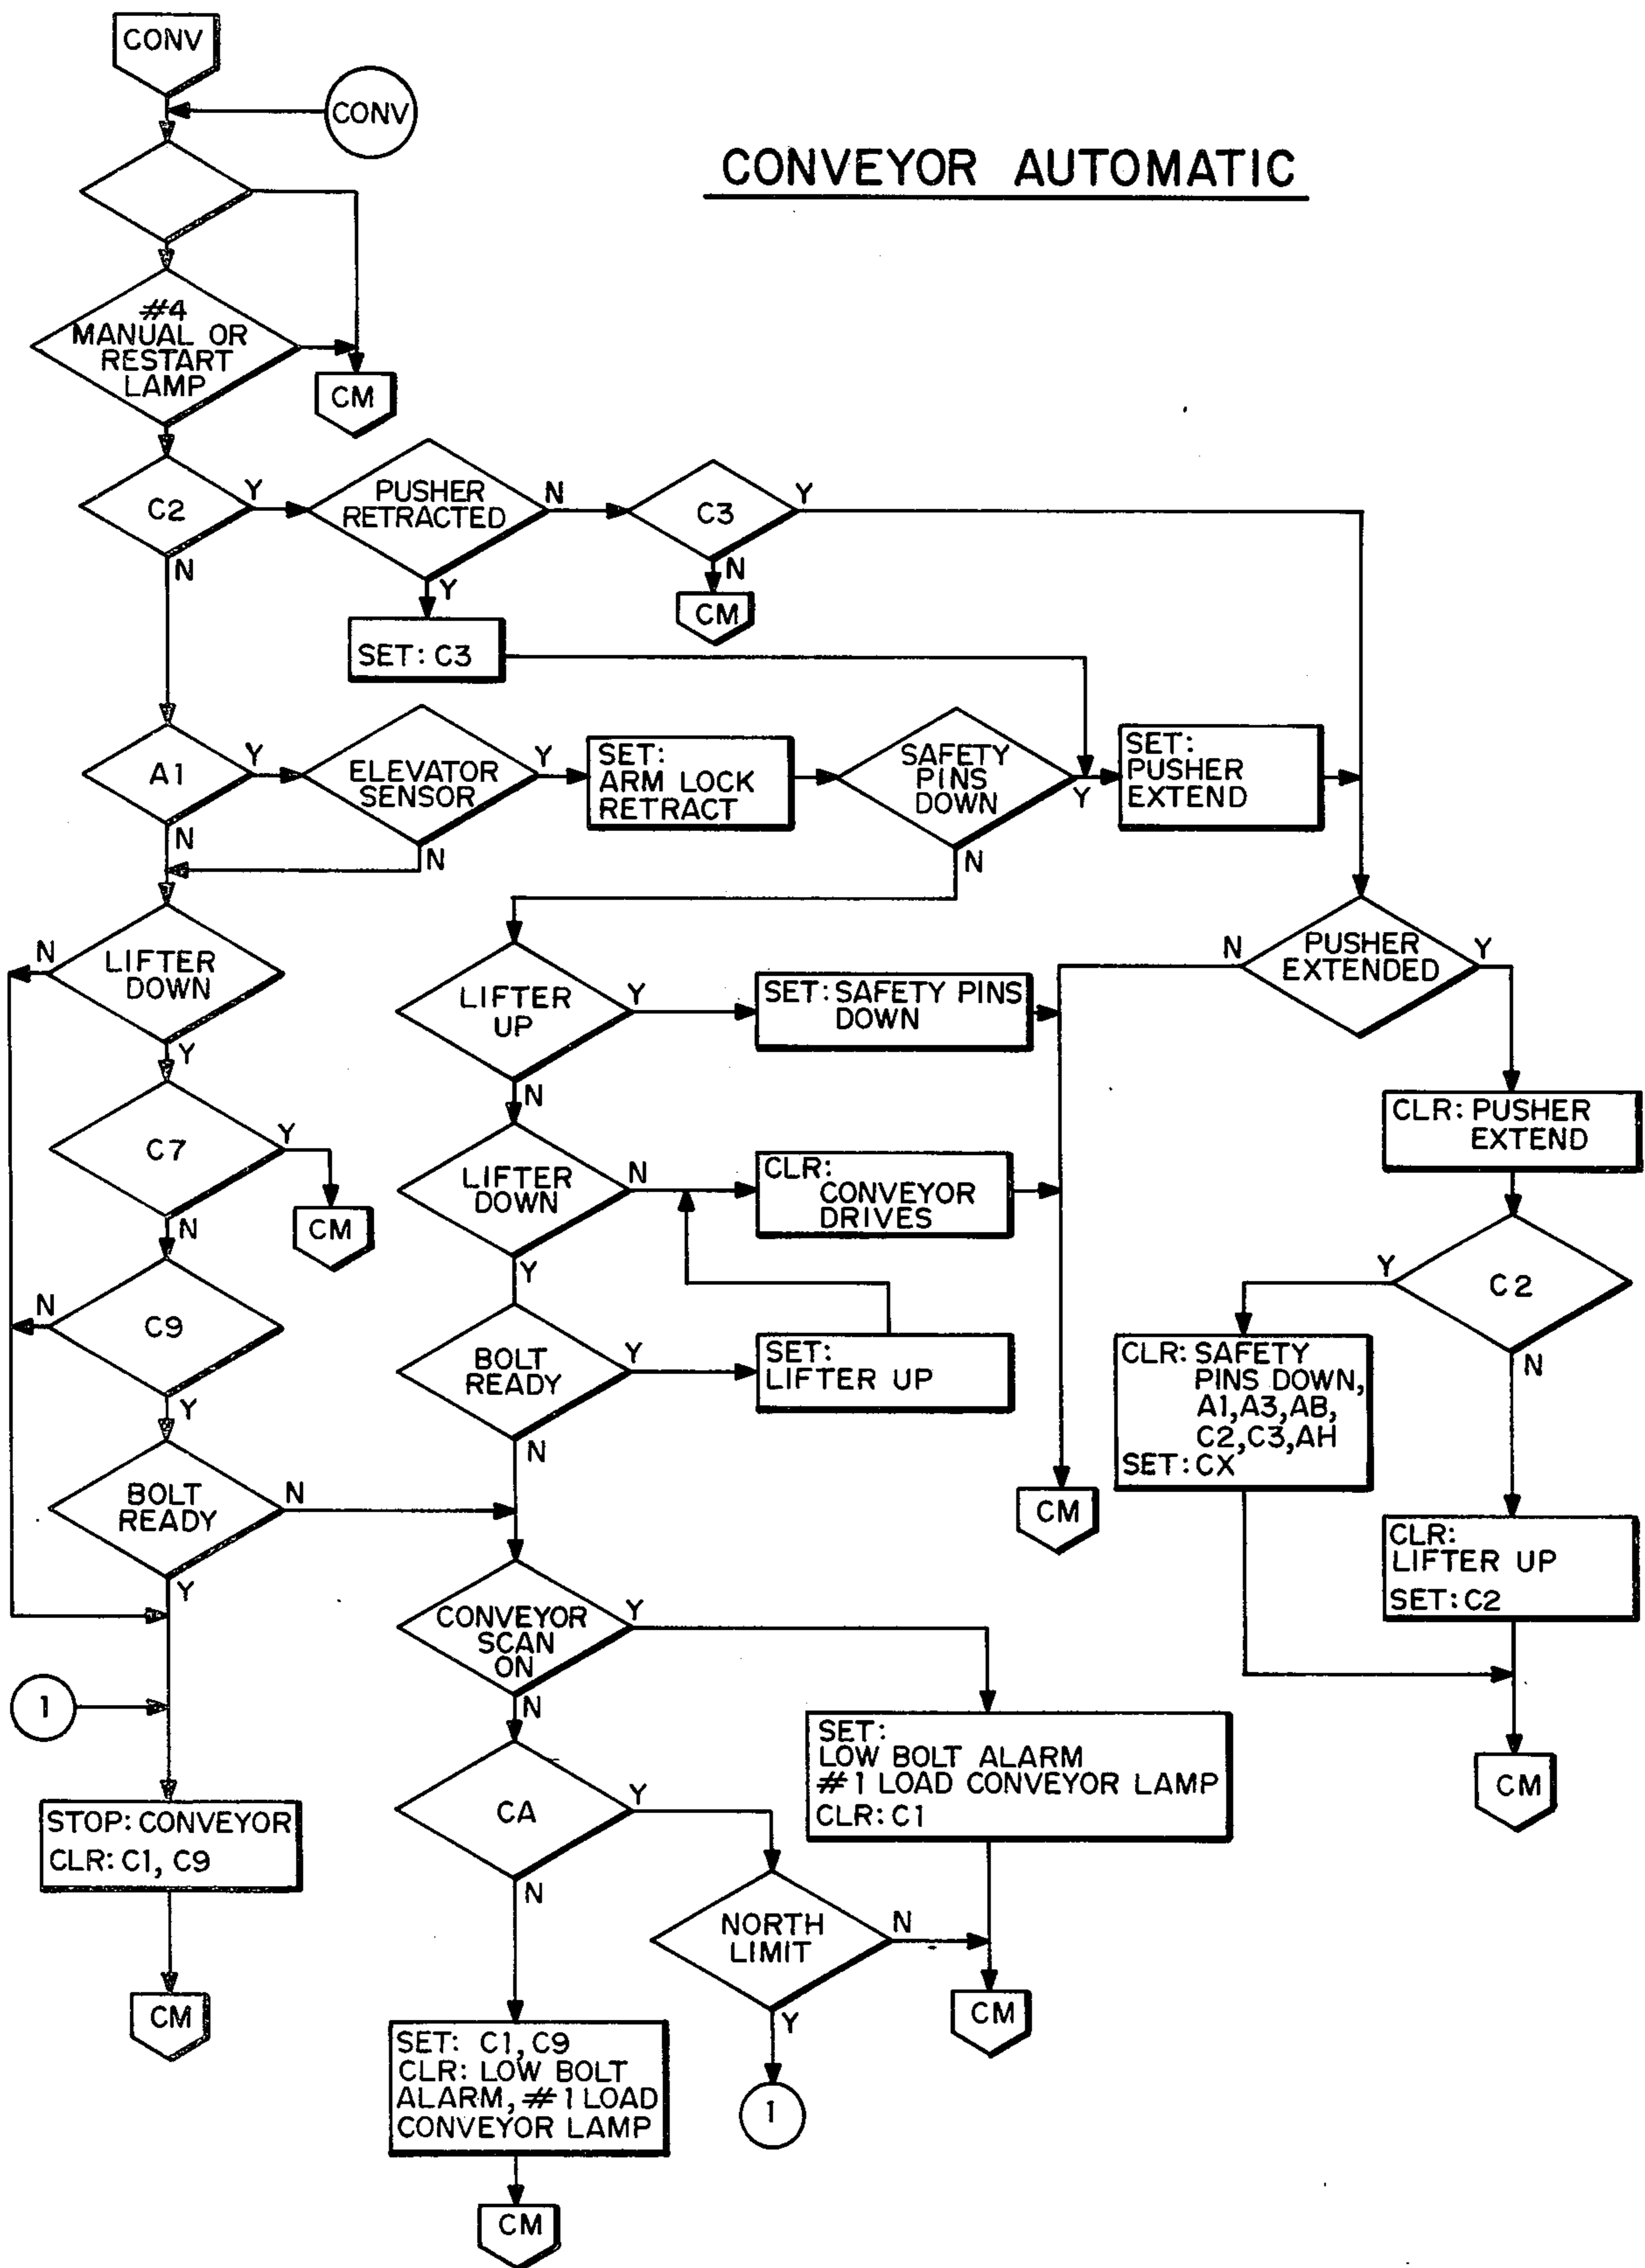 CONV
CONV
CONVEYOR AUTOMATIC
#4
MANUAL OR
RESTART
LAMP
CM
C2
Y
N
PUSHER
RETRACTED
N
Y
C3
Y
N
CM
SET: C3
A1
Y
N
ELEVATOR
SENSOR
Y
N
SET:
ARM LOCK
RETRACT
SAFETY
PINS
DOWN
Y
N
SET:
PUSHER
EXTEND
LIFTER
DOWN
N
Y
LIFTER
UP
Y
N
SET: SAFETY PINS
DOWN
PUSHER
EXTENDED
N
Y
C7
Y
N
CM
LIFTER
DOWN
N
Y
CLR:
CONVEYOR
DRIVES
CLR: PUSHER
EXTEND
C9
N
Y
BOLT
READY
Y
N
SET:
LIFTER UP
C2
Y
N
CLR: SAFETY
PINS DOWN,
A1, A3, AB,
C2, C3, AH
SET: CX
BOLT
READY
N
Y
CM
CLR:
LIFTER UP
SET: C2
CM
CONVEYOR
SCAN
ON
Y
N
1
SET:
LOW BOLT ALARM
#1 LOAD CONVEYOR LAMP
CLR: C1
STOP: CONVEYOR
CLR: C1, C9
CM
CA
Y
N
NORTH
LIMIT
N
Y
CM
SET: C1, C9
CLR: LOW BOLT
ALARM, #1 LOAD
CONVEYOR LAMP
1
CM